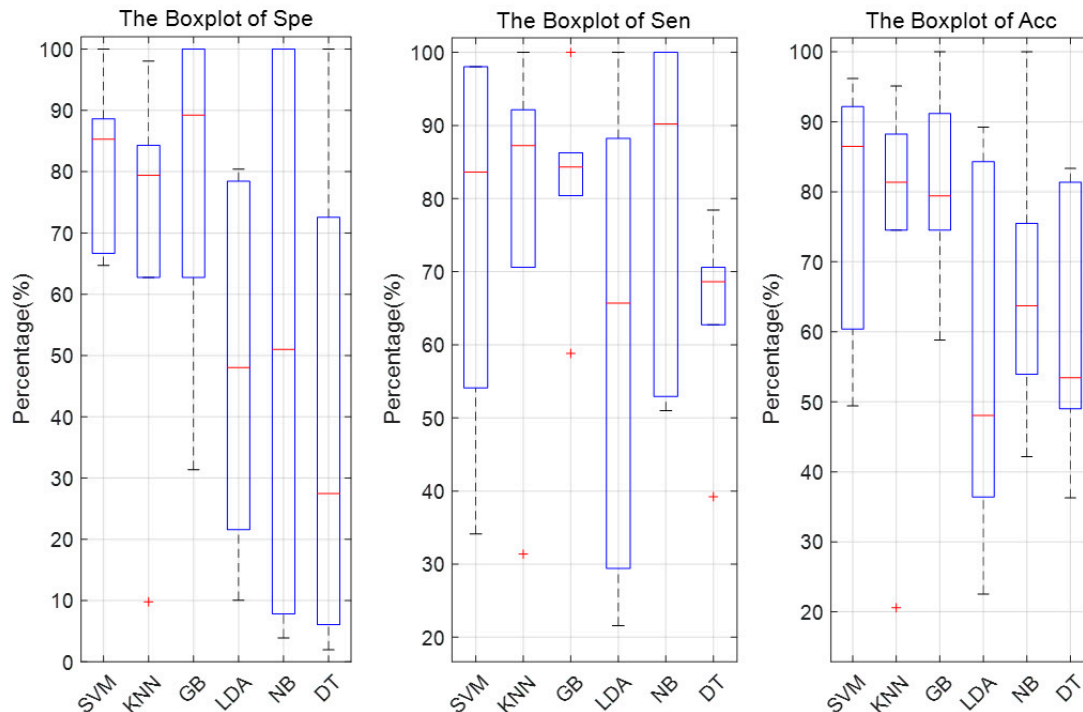 The Boxplot of Spe
100
90
80
70
60
50
40
30
20
10
0
Percentage(%)
SVM
KNN
GB
LDA
NB
DT
The Boxplot of Sen
100
90
80
70
60
50
40
30
20
Percentage(%)
SVM
KNN
GB
LDA
NB
DT
The Boxplot of Acc
100
90
80
70
60
50
40
30
20
Percentage(%)
SVM
KNN
GB
LDA
NB
DT